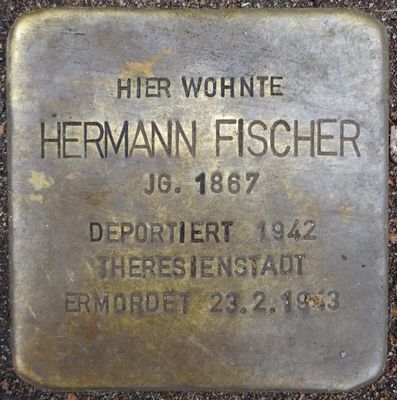 HIER WOHNTE
HERMANN FISCHER
JG. 1867
DEPORTIERT 1942
THERESIENSTADT
ERMORDET 23.2.1943